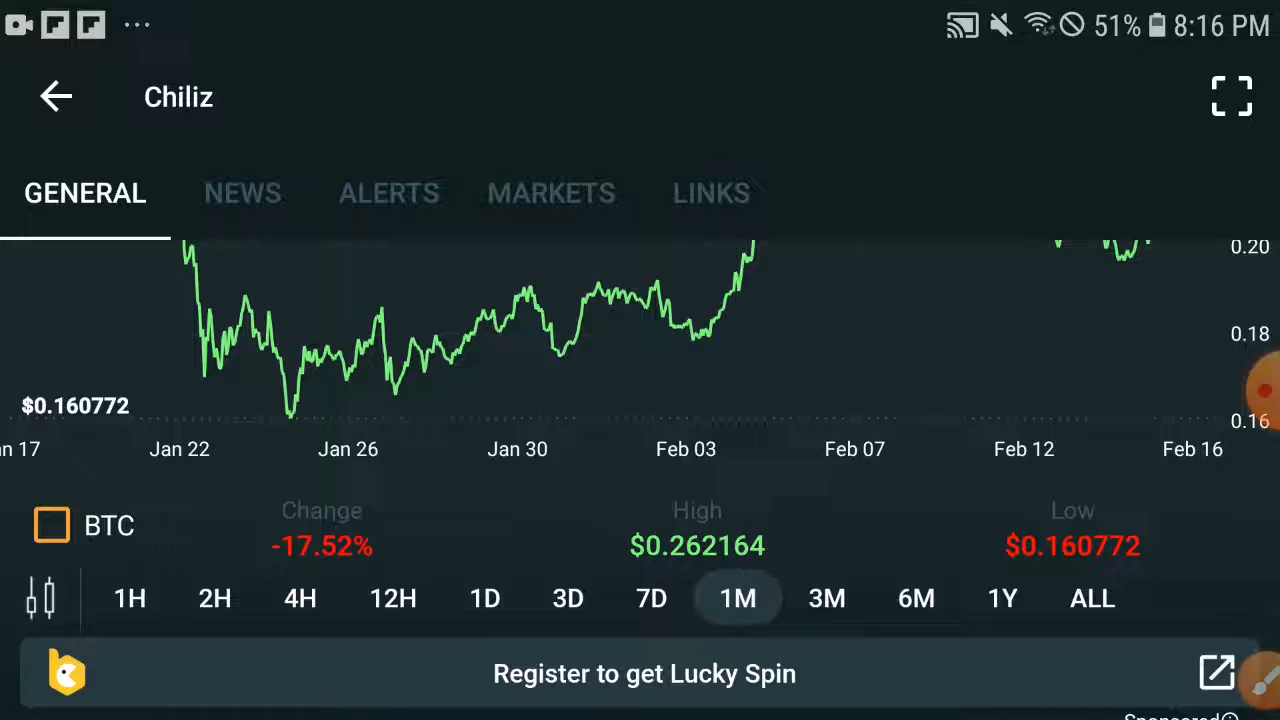 51% 8:16 PM
Chiliz
GENERAL NEWS ALERTS MARKETS LINKS
0.20
0.18
$0.160772
0.16
n 17 Jan 22 Jan 26 Jan 30 Feb 03 Feb 07 Feb 12 Feb 16
BTC
Change High Low
-17.52% $0.262164 $0.160772
1H 2H 4H 12H 1D 3D 7D 1M 3M 6M 1Y ALL
Register to get Lucky Spin
Sponsored